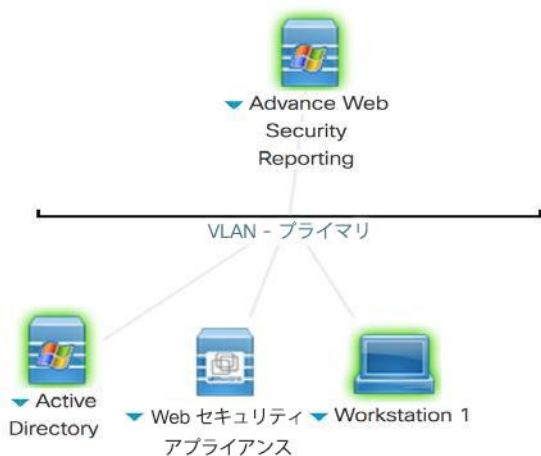 Advance Web
Security
Reporting
VLAN - プライマリ
Active
Directory
Web セキュリティ
アプライアンス
Workstation 1